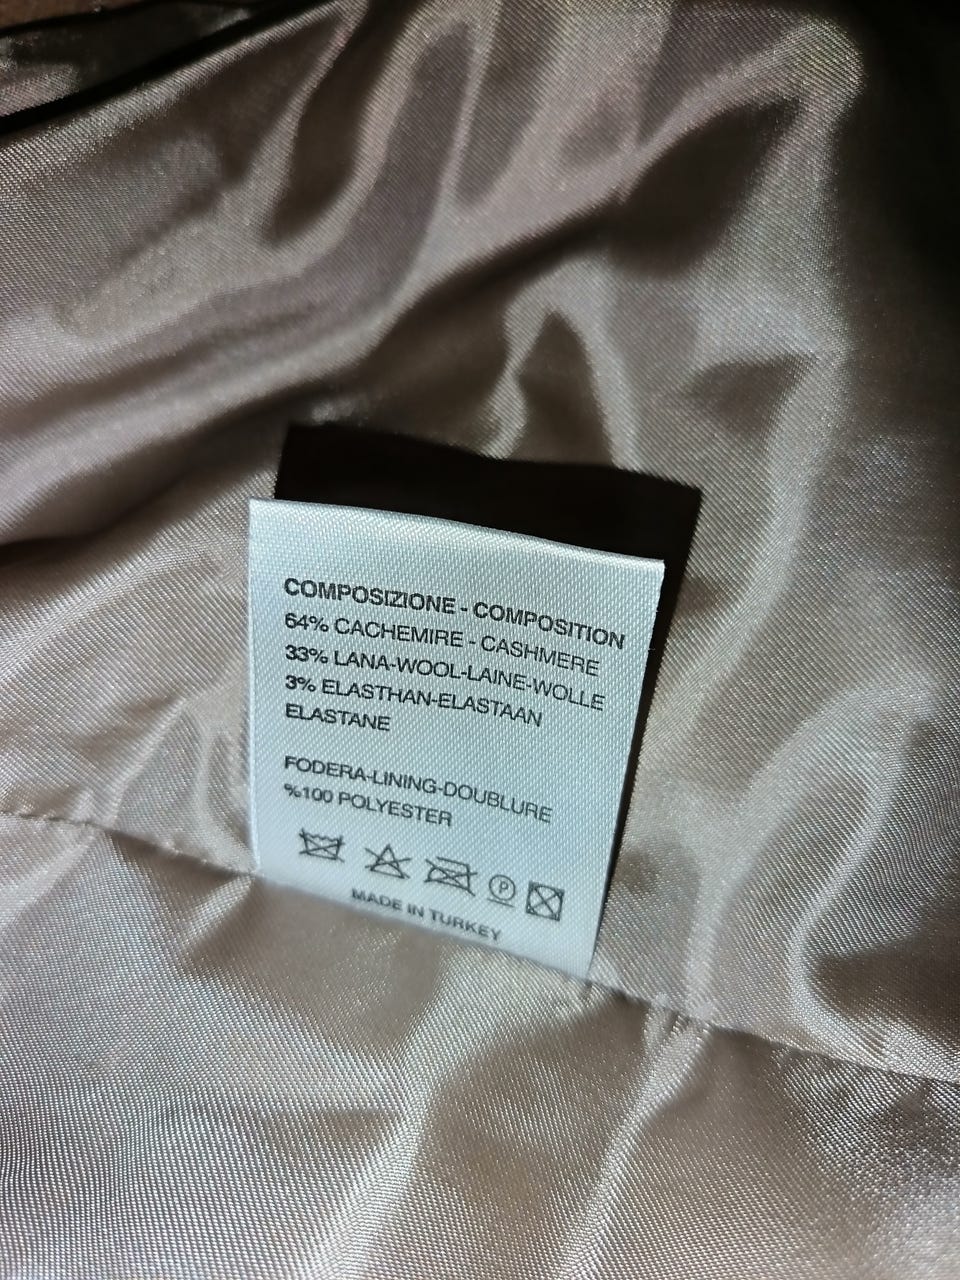 COMPOSIZIONE - COMPOSITION
64% CACHEMIRE - CASHMERE
33% LANA-WOOL-LAINE-WOLLE
3% ELASTHAN-ELASTAAN
ELASTANE
FODERA-LINING-DOUBLURE
%100 POLYESTER
P
MADE IN TURKEY